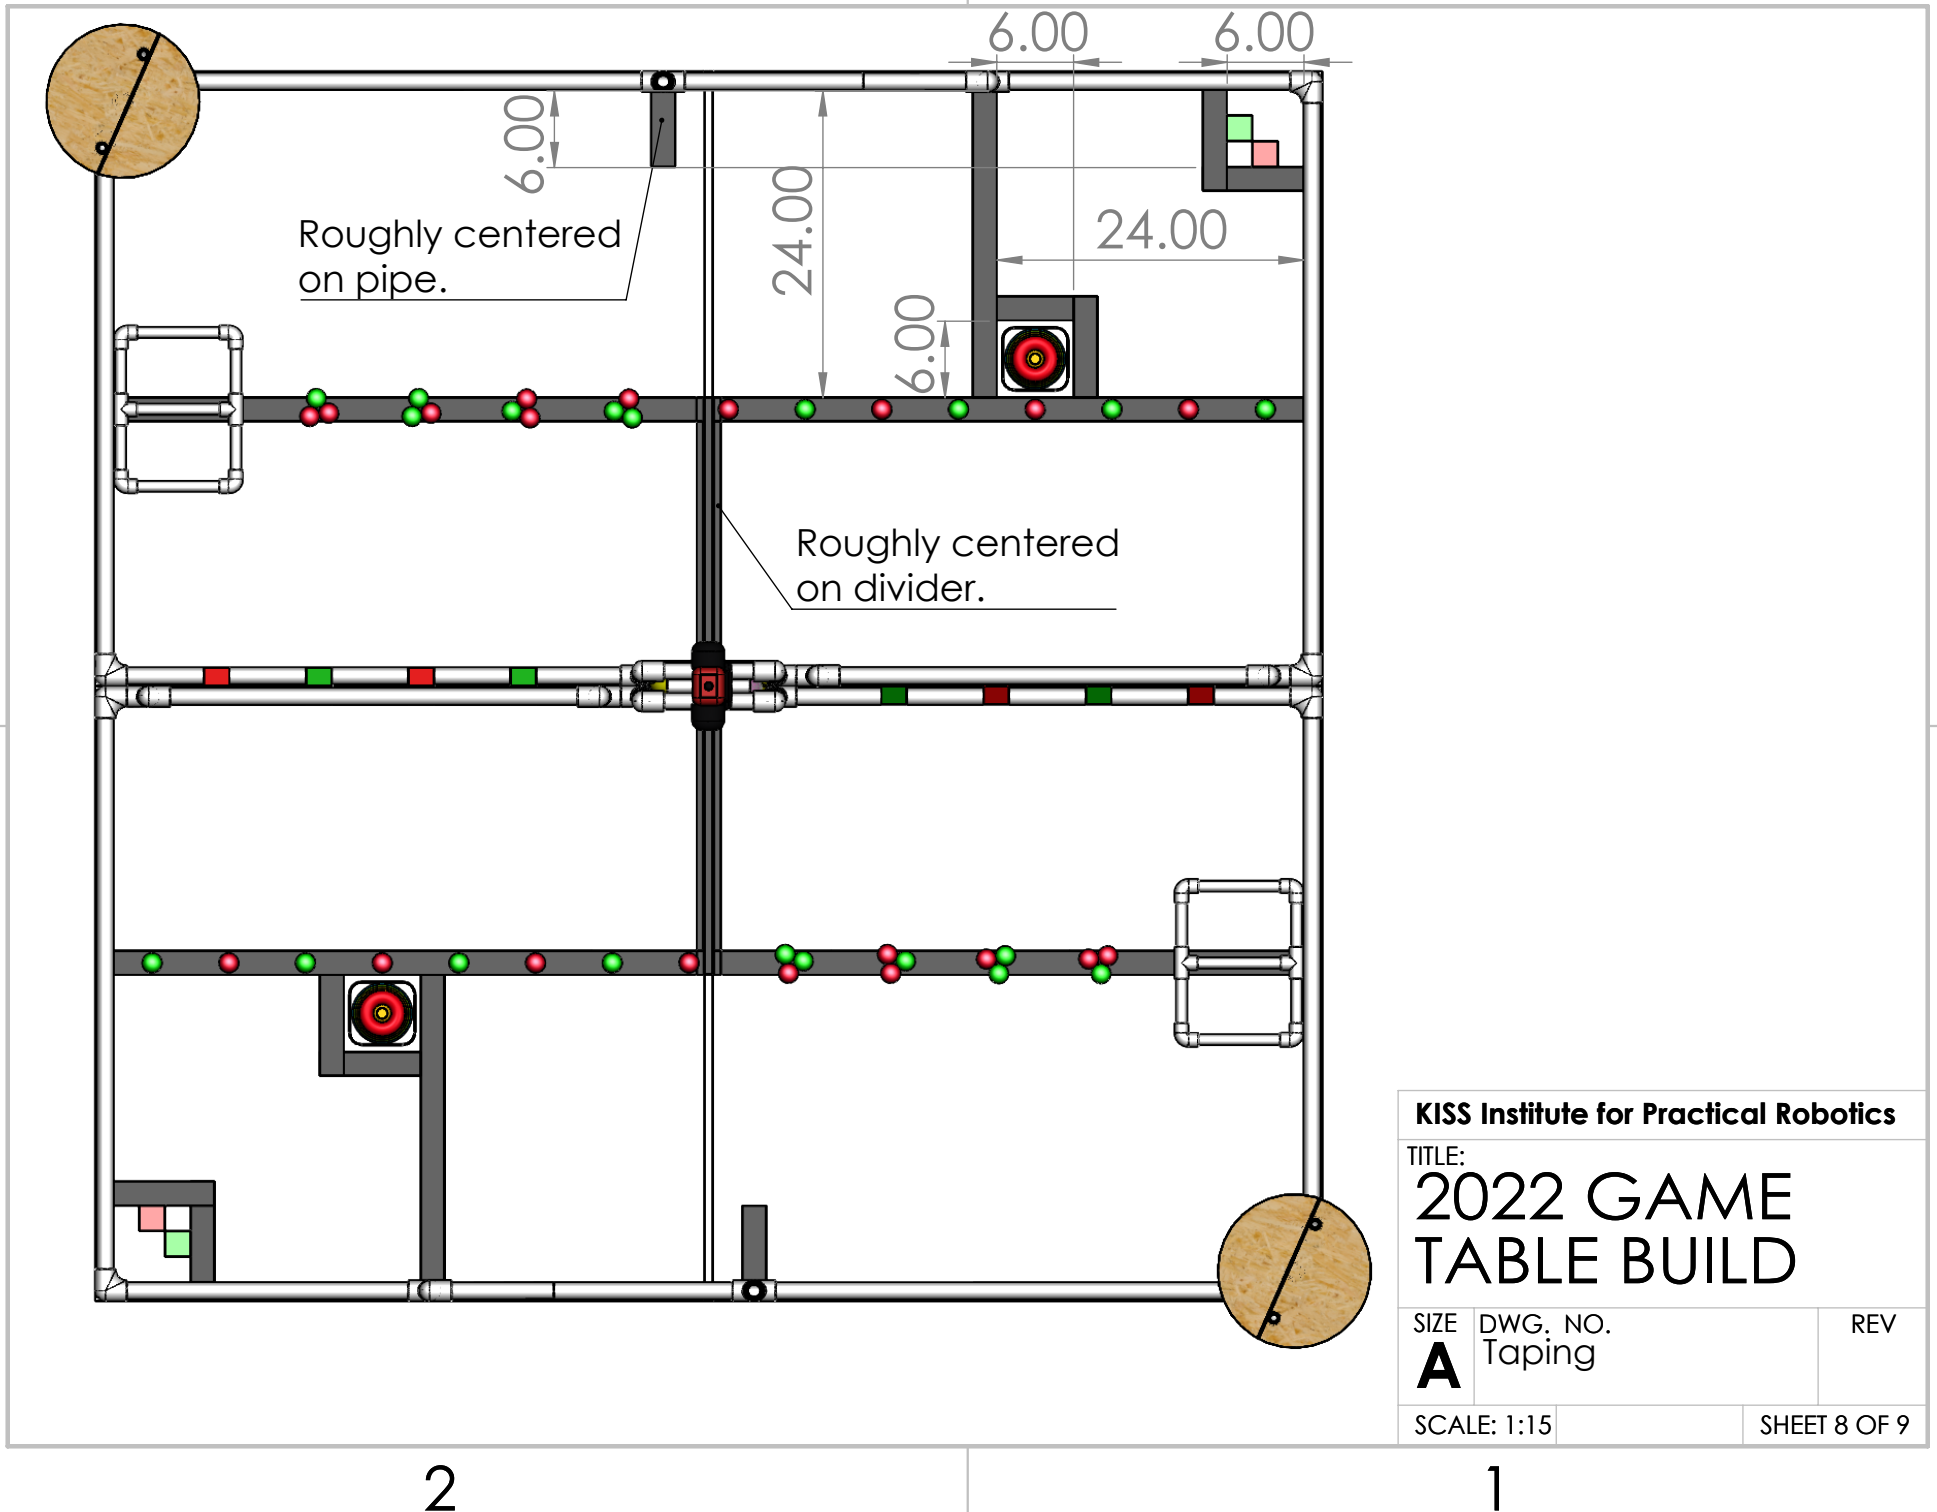 6.00
6.00
6.00
24.00
Roughly centered
on pipe.
24.00
6.00
Roughly centered
on divider.
KISS Institute for Practical Robotics
TITLE:
2022 GAME
TABLE BUILD
SIZE
A
DWG. NO.
Taping
REV
SCALE: 1:15
SHEET 8 OF 9
2
1